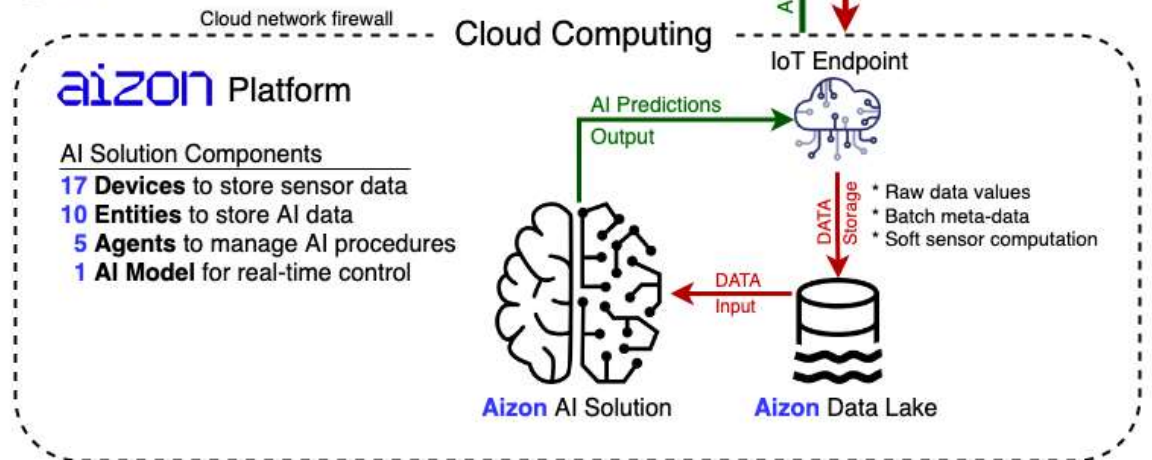 Cloud network firewall
Cloud Computing
A
IoT Endpoint
aizon Platform
AI Predictions
Output
AI Solution Components
17 Devices to store sensor data
10 Entities to store AI data
5 Agents to manage AI procedures
1 AI Model for real-time control
DATA
Storage
* Raw data values
* Batch meta-data
* Soft sensor computation
DATA
Input
Aizon AI Solution
Aizon Data Lake